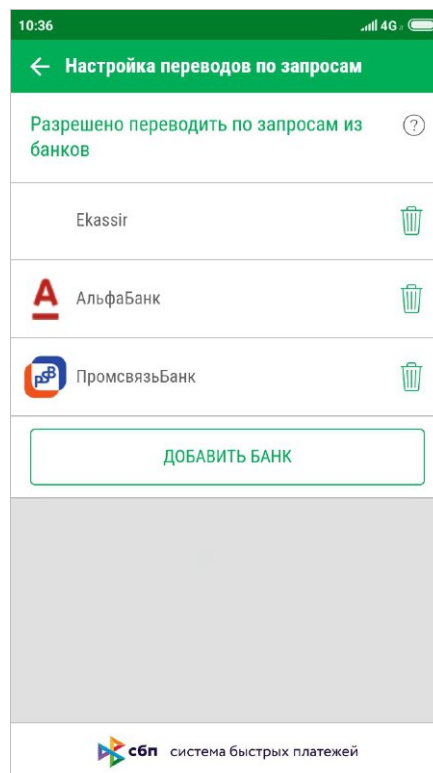 10:36 4G
Настройка переводов по запросам
Разрешено переводить по запросам из
банков
?
Ekassir
А
АльфаБанк
PSB
ПромсвязьБанк
ДОБАВИТЬ БАНК
сбп система быстрых платежей